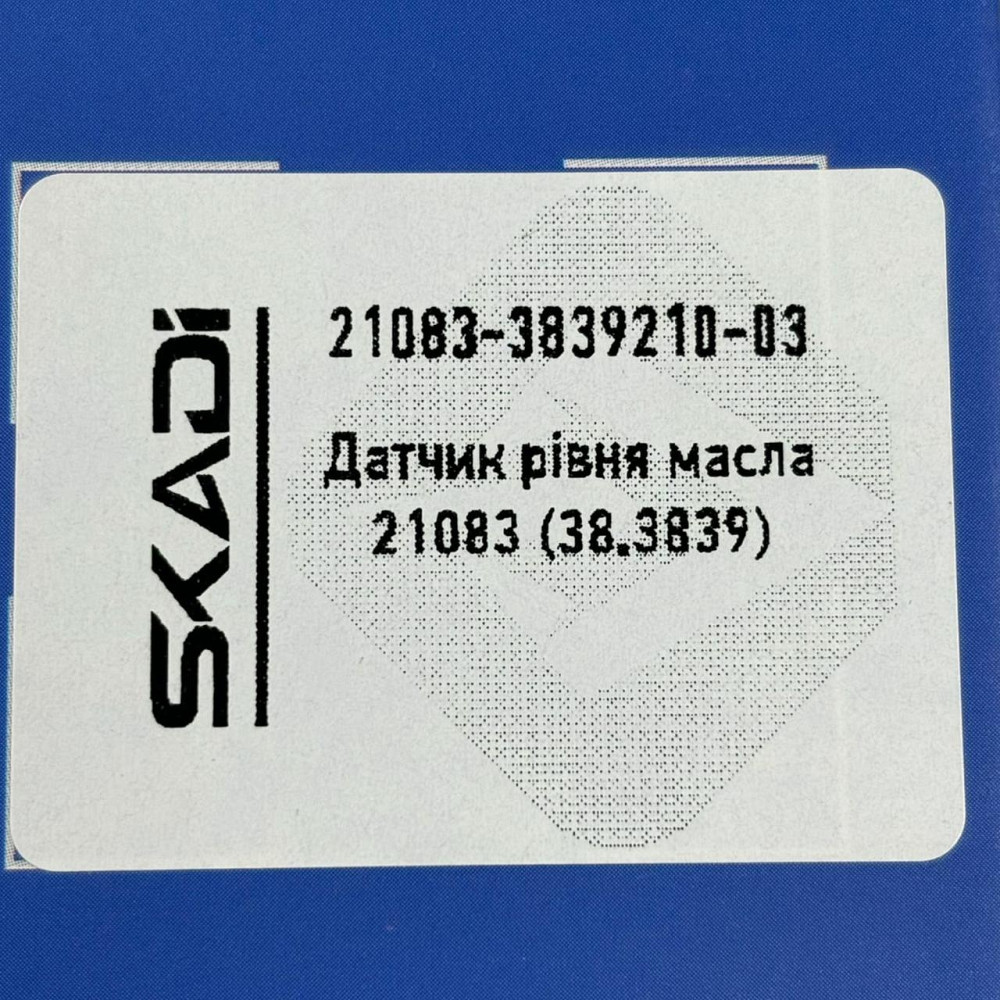 SKADI
21083-3839210-03
Датчик рівня масла
21083 (38.3839)